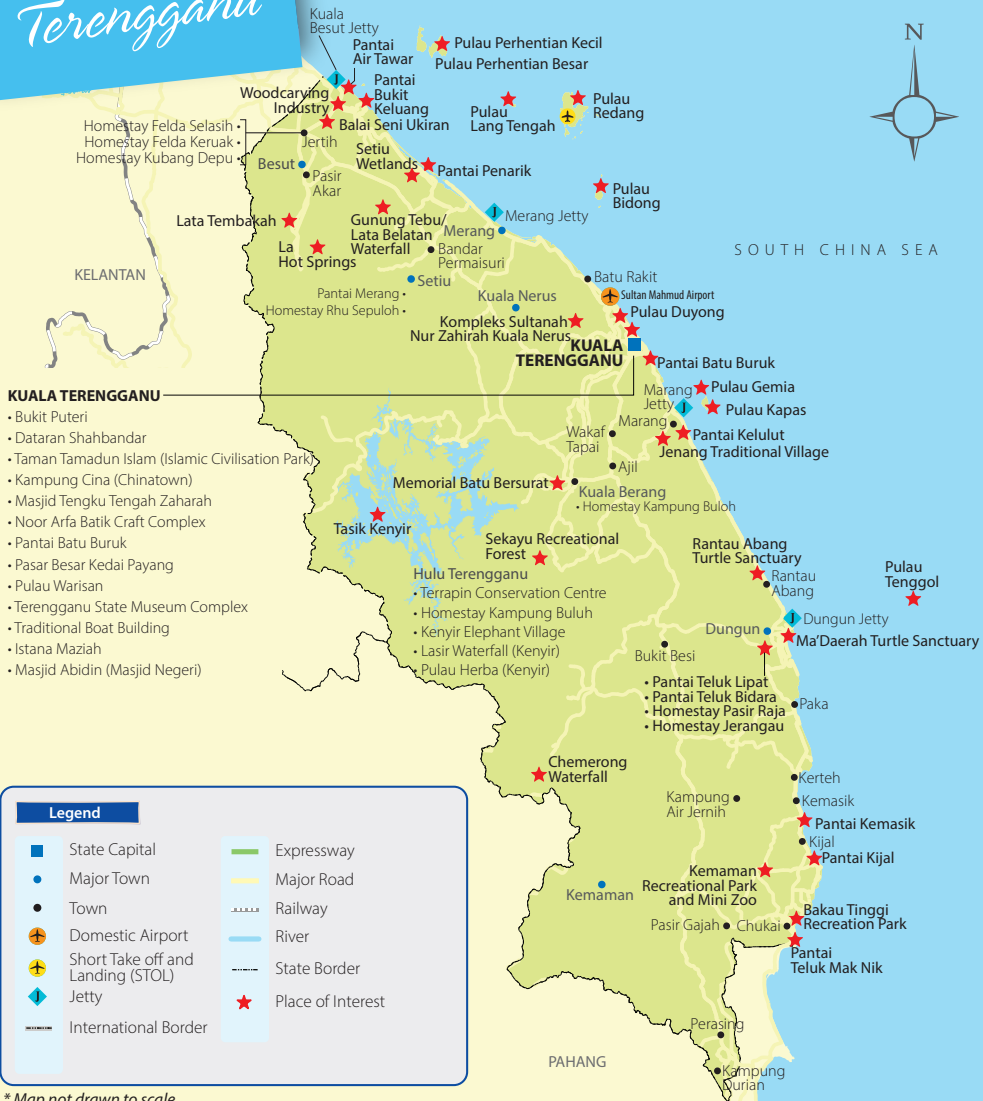 Terengganu
Kuala
Besut Jetty
Pantai
Air Tawar
Pulau Perhentian Kecil
Pulau Perhentian Besar
N
Woodcarving
Industry
Pantai
Bukit
Keluang
Balai Seni Ukiran
Pulau
Lang Tengah
Pulau
Redang
Homestay Felda Selasih •
Homestay Felda Keruak •
Homestay Kubang Depu •
Jertih
Besut
Pasir
Akar
Setiu
Wetlands
Pantai Penarik
Pulau
Bidong
Lata Tembakah
La
Hot Springs
Gunung Tebu/
Lata Belatan
Waterfall
J
Merang Jetty
Merang
Bandar
Permaisuri
SOUTH CHINA SEA
KELANTAN
Setiu
Pantai Merang •
Homestay Rhu Sepuloh •
Batu Rakit
Sultan Mahmud Airport
Kuala Nerus
Pulau Duyong
Kompleks Sultanah
Nur Zahirah Kuala Nerus
KUALA
TERENGGANU
Pantai Batu Buruk
KUALA TERENGGANU
• Bukit Puteri
• Dataran Shahbandar
• Taman Tamadun Islam (Islamic Civilisation Park)
• Kampung Cina (Chinatown)
• Masjid Tengku Tengah Zaharah
• Noor Arfa Batik Craft Complex
• Pantai Batu Buruk
• Pasar Besar Kedai Payang
• Pulau Warisan
• Terengganu State Museum Complex
• Traditional Boat Building
• Istana Maziah
• Masjid Abidin (Masjid Negeri)
Marang
Jetty
J
Pulau Gemia
Pulau Kapas
Marang
Pantai Kelulut
Jenang Traditional Village
Wakaf
Tapai
Ajil
Memorial Batu Bersurat
Kuala Berang
• Homestay Kampung Buloh
Tasik Kenyir
Sekayu Recreational
Forest
Hulu Terengganu
• Terrapin Conservation Centre
• Homestay Kampung Buluh
• Kenyir Elephant Village
• Lasir Waterfall (Kenyir)
• Pulau Herba (Kenyir)
Rantau Abang
Turtle Sanctuary
Rantau
Abang
Pulau
Tenggol
J
Dungun Jetty
Dungun
Ma'Daerah Turtle Sanctuary
Bukit Besi
• Pantai Teluk Lipat
• Pantai Teluk Bidara
• Homestay Pasir Raja
• Homestay Jerangau
Paka
Chemerong
Waterfall
Kerteh
Kampung
Air Jernih
Kemasik
Pantai Kemasik
Kijal
Pantai Kijal
Kemaman
Recreational Park
and Mini Zoo
Kemaman
Bakau Tinggi
Recreation Park
Pasir Gajah
Chukai
Pantai
Teluk Mak Nik
Perasing
PAHANG
Kampung
Durian
Legend
State Capital
Major Town
Town
Domestic Airport
Short Take off and
Landing (STOL)
J
Jetty
International Border
Expressway
Major Road
Railway
River
State Border
Place of Interest
* Map not drawn to scale
J